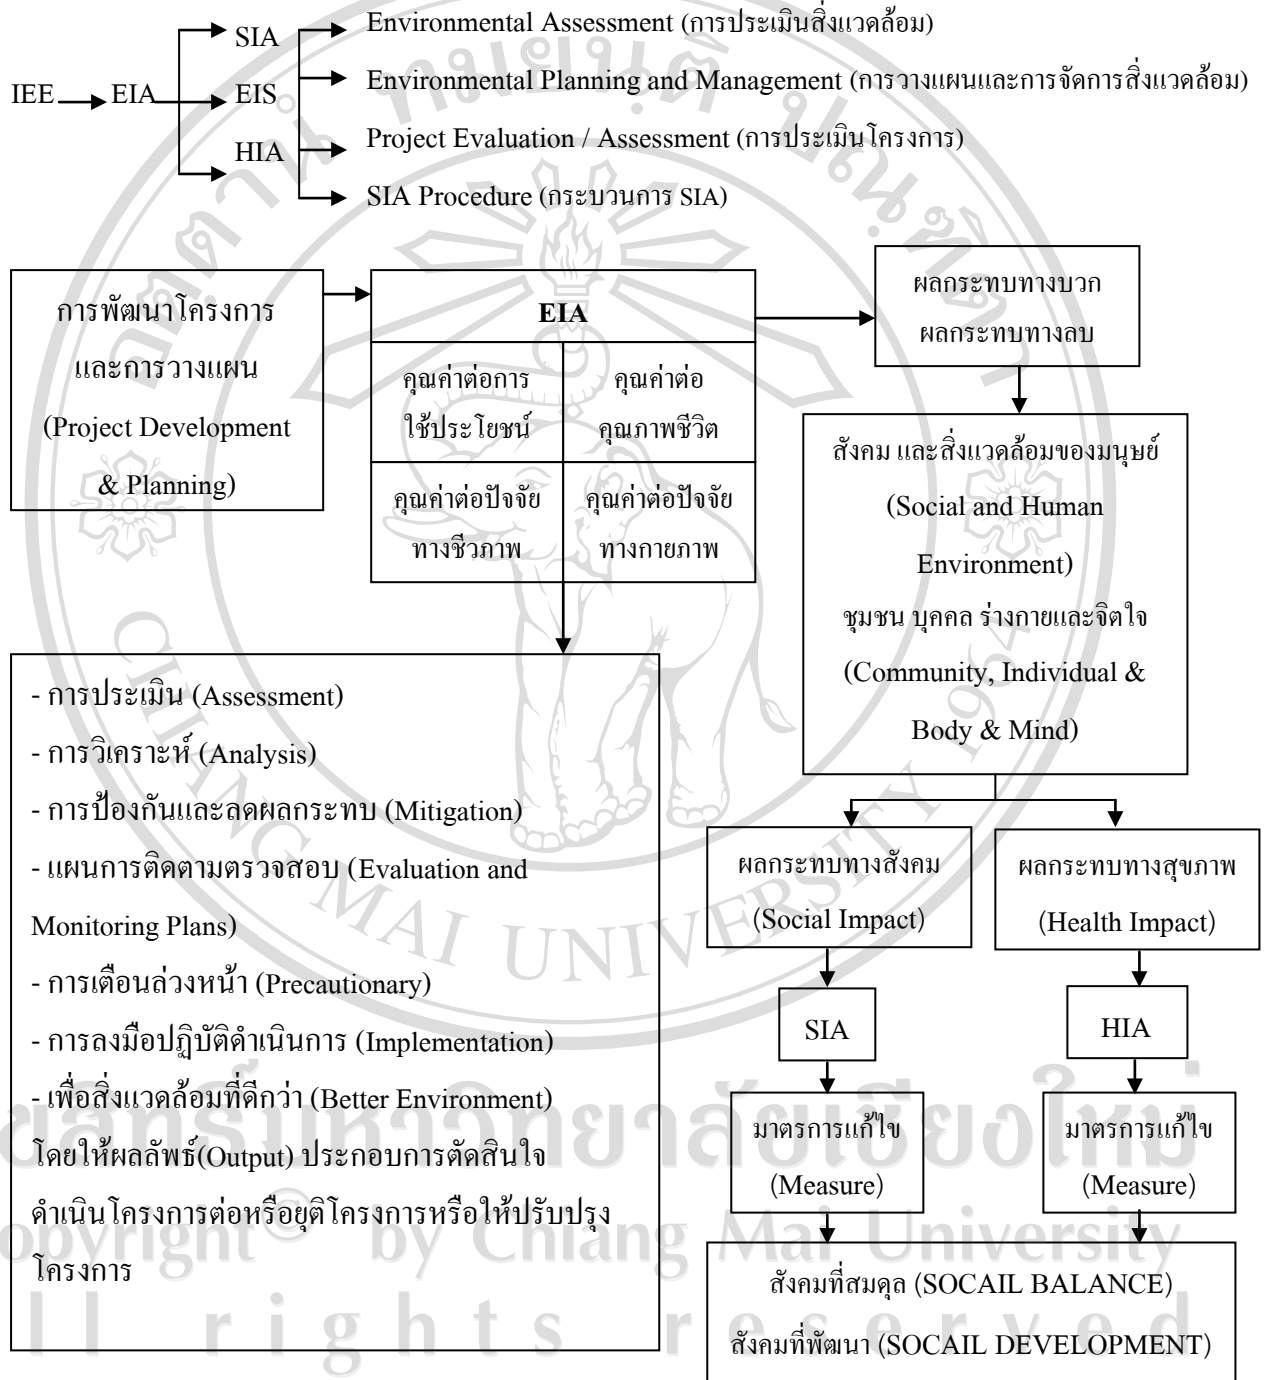 SIA
Environmental Assessment (การประเมินสิ่งแวดล้อม)
IEE
EIA
EIS
Environmental Planning and Management (การวางแผนและการจัดการสิ่งแวดล้อม)
HIA
Project Evaluation / Assessment (การประเมินโครงการ)
SIA Procedure (กระบวนการ SIA)
การพัฒนาโครงการ
และการวางแผน
(Project Development
& Planning)
EIA
คุณค่าต่อการ
ใช้ประโยชน์
คุณค่าต่อ
คุณภาพชีวิต
คุณค่าต่อปัจจัย
ทางชีวภาพ
คุณค่าต่อปัจจัย
ทางกายภาพ
ผลกระทบทางบวก
ผลกระทบทางลบ
สังคม และสิ่งแวดล้อมของมนุษย์
(Social and Human
Environment)
ชุมชน บุคคล ร่างกายและจิตใจ
(Community, Individual &
Body & Mind)
- การประเมิน (Assessment)
- การวิเคราะห์ (Analysis)
- การป้องกันและลดผลกระทบ (Mitigation)
- แผนการติดตามตรวจสอบ (Evaluation and
Monitoring Plans)
- การเตือนล่วงหน้า (Precautionary)
- การลงมือปฏิบัติดำเนินการ (Implementation)
- เพื่อสิ่งแวดล้อมที่ดีกว่า (Better Environment)
โดยให้ผลลัพธ์(Output) ประกอบการตัดสินใจ
ดำเนินโครงการต่อหรือยุติโครงการหรือให้ปรับปรุง
โครงการ
ผลกระทบทางสังคม
(Social Impact)
ผลกระทบทางสุขภาพ
(Health Impact)
SIA
HIA
มาตรการแก้ไข
(Measure)
มาตรการแก้ไข
(Measure)
สังคมที่สมดุล (SOCAIL BALANCE)
สังคมที่พัฒนา (SOCAIL DEVELOPMENT)
CHIANG MAI UNIVERSITY 1964
opyright © by Chiang Mai University
ll rights reserved